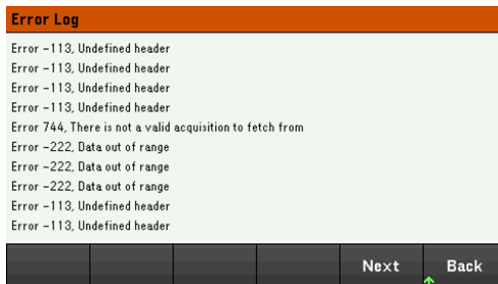 Error Log
Error -113, Undefined header
Error -113, Undefined header
Error -113, Undefined header
Error -113, Undefined header
Error 744, There is not a valid acquisition to fetch from
Error -222, Data out of range
Error -222, Data out of range
Error -222, Data out of range
Error -113, Undefined header
Error -113, Undefined header
Next Back